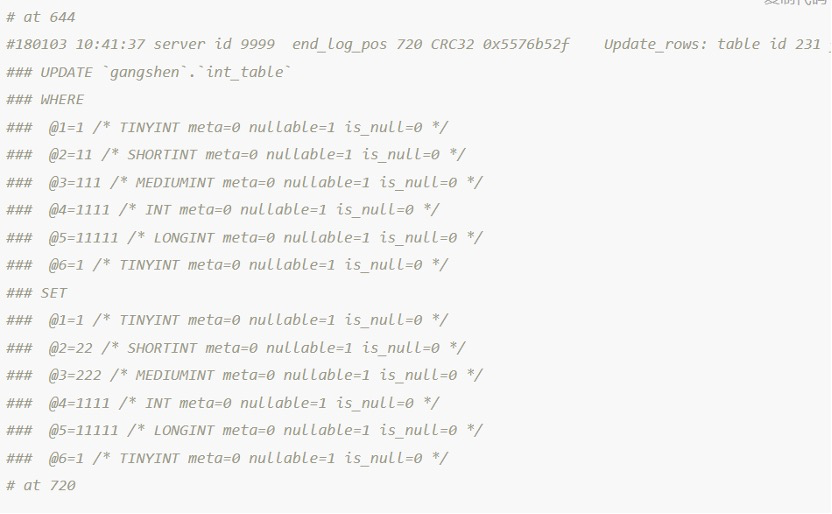 # at 644
#180103 10:41:37 server id 9999  end_log_pos 720 CRC32 0x5576b52f    Update_rows: table id 231
### UPDATE `gangshen`.`int_table`
### WHERE
###  @1=1 /* TINYINT meta=0 nullable=1 is_null=0 */
###  @2=11 /* SHORTINT meta=0 nullable=1 is_null=0 */
###  @3=111 /* MEDIUMINT meta=0 nullable=1 is_null=0 */
###  @4=1111 /* INT meta=0 nullable=1 is_null=0 */
###  @5=11111 /* LONGINT meta=0 nullable=1 is_null=0 */
###  @6=1 /* TINYINT meta=0 nullable=1 is_null=0 */
### SET
###  @1=1 /* TINYINT meta=0 nullable=1 is_null=0 */
###  @2=22 /* SHORTINT meta=0 nullable=1 is_null=0 */
###  @3=222 /* MEDIUMINT meta=0 nullable=1 is_null=0 */
###  @4=1111 /* INT meta=0 nullable=1 is_null=0 */
###  @5=11111 /* LONGINT meta=0 nullable=1 is_null=0 */
###  @6=1 /* TINYINT meta=0 nullable=1 is_null=0 */
# at 720